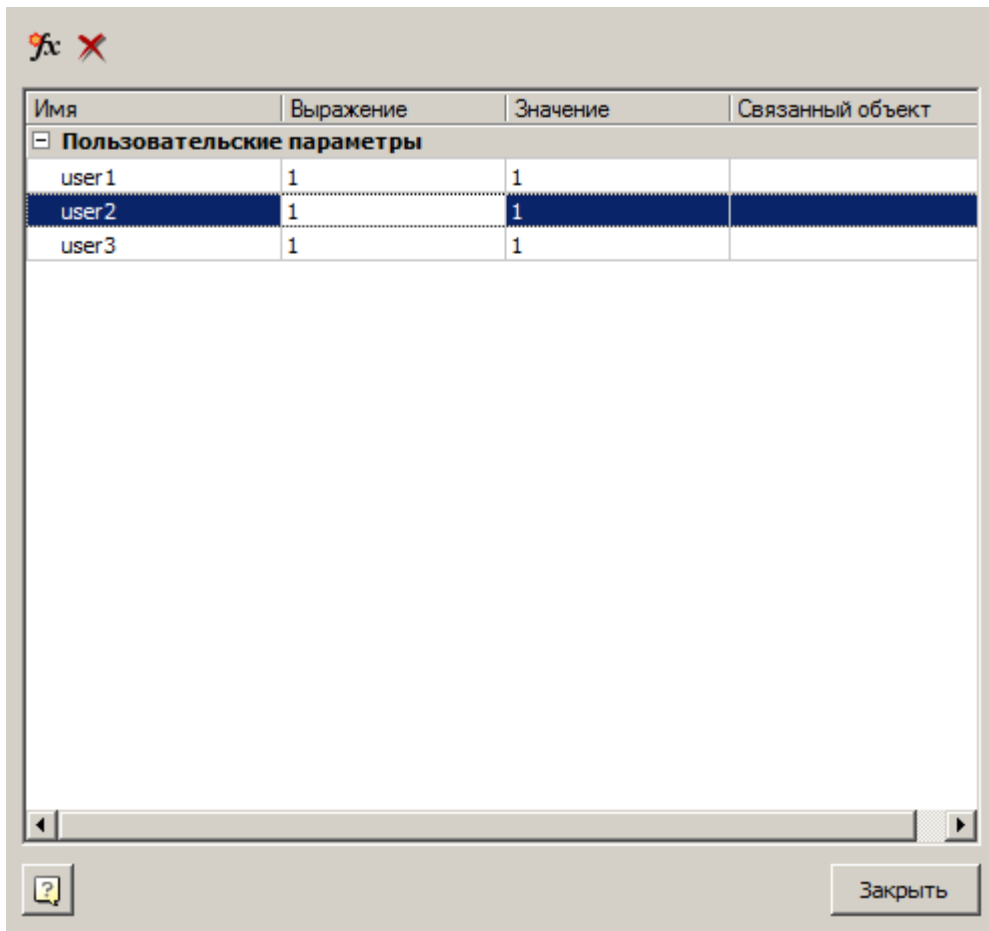 fx
Имя Выражение Значение Связанный объект
Пользовательские параметры
user1 1 1
user2 1 1
user3 1 1
?
Закрыть